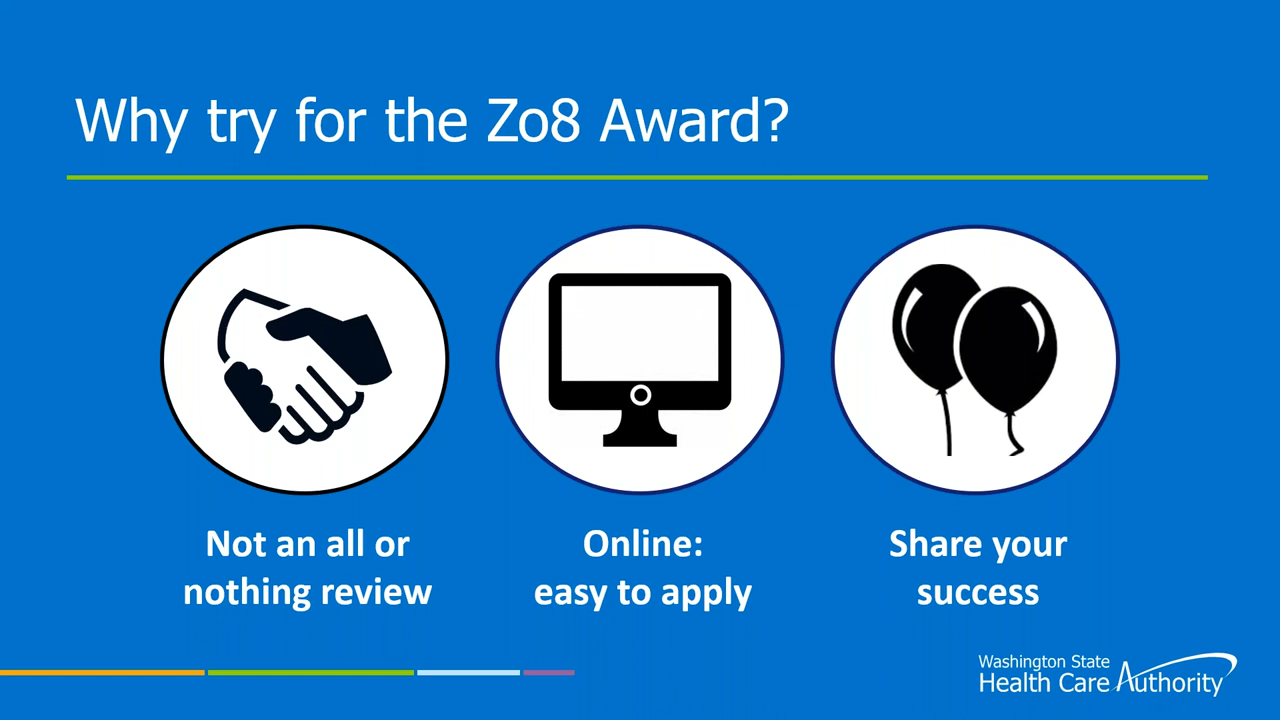 Why try for the Zo8 Award?
Not an all or
nothing review
Online:
easy to apply
Share your
success
Washington State
Health Care Authority